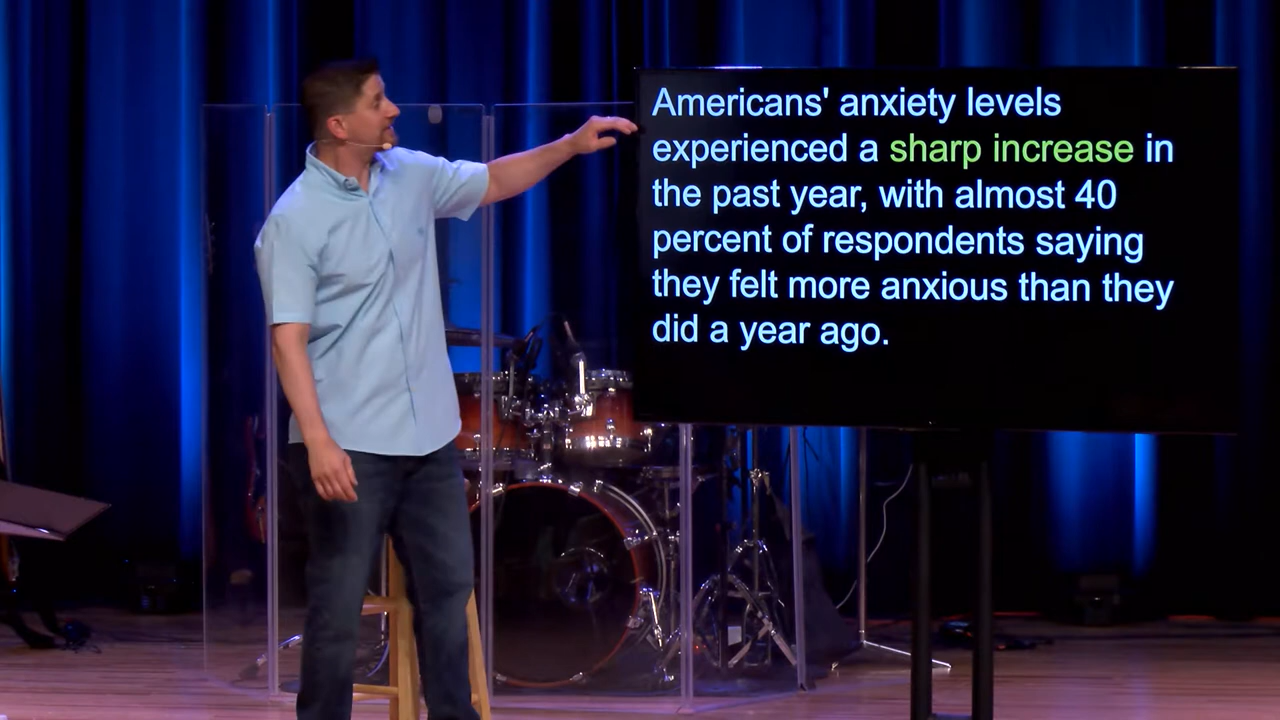 Americans' anxiety levels
experienced a sharp increase in
the past year, with almost 40
percent of respondents saying
they felt more anxious than they
did a year ago.